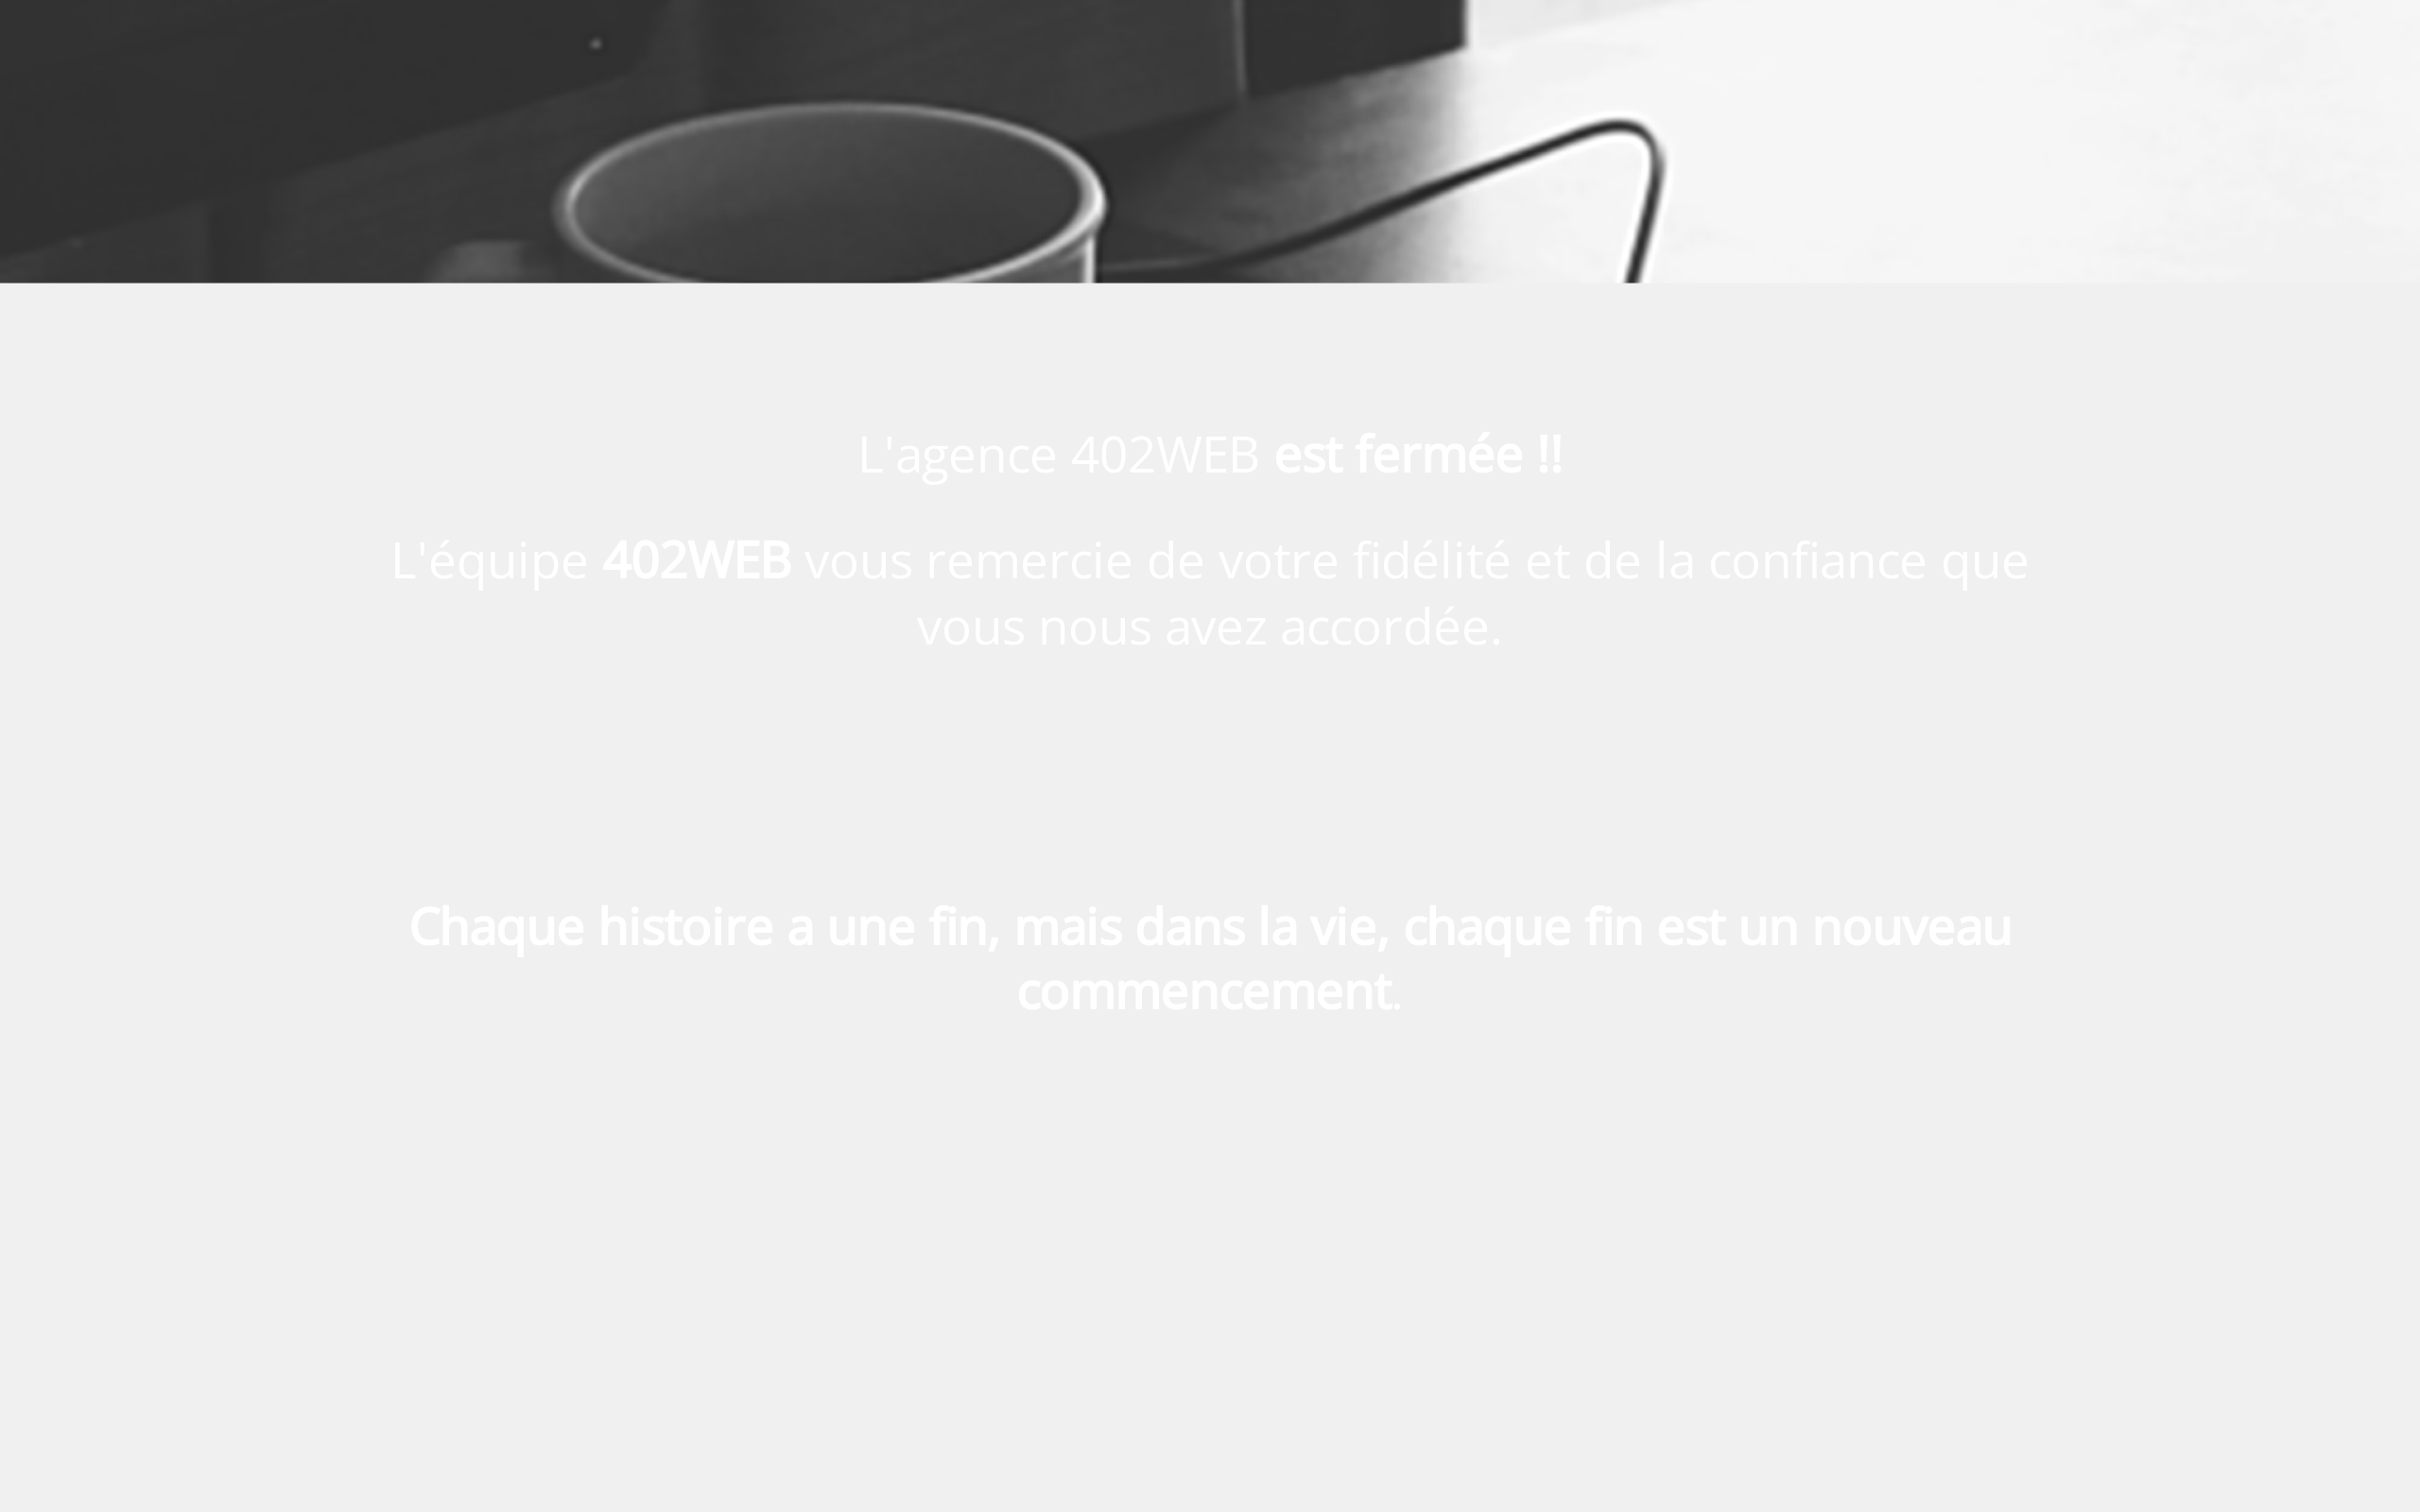 L'agence 402WEB est fermée !!
L'équipe 402WEB vous remercie de votre fidélité et de la confiance que
vous nous avez accordée.
Chaque histoire a une fin, mais dans la vie, chaque fin est un nouveau
commencement.